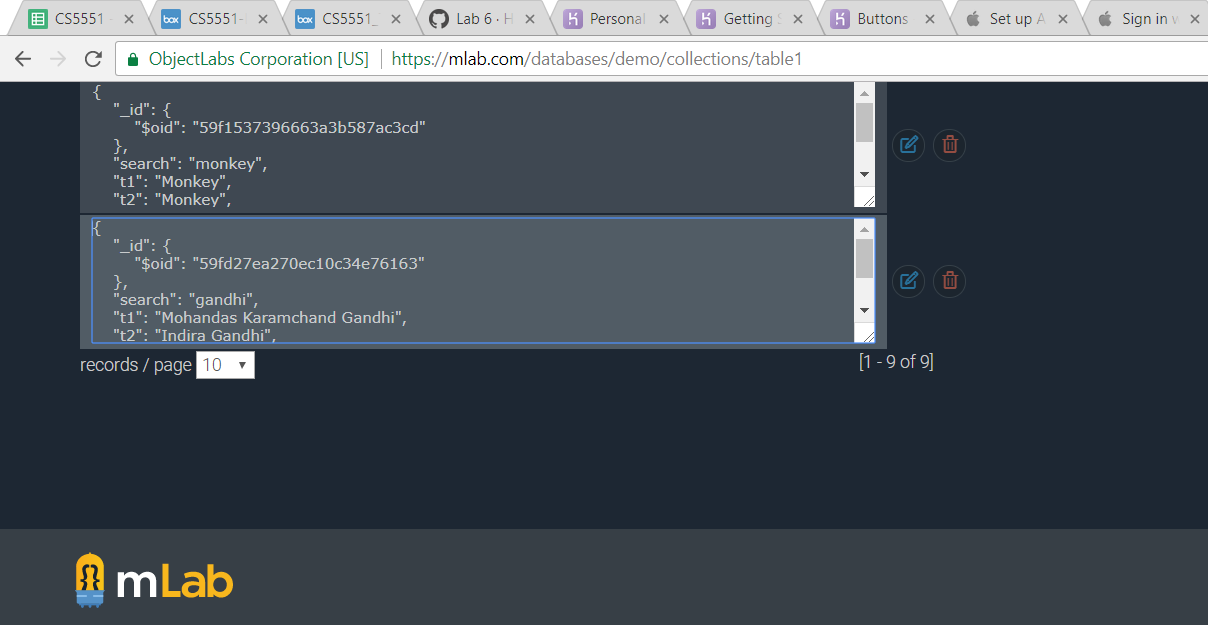 CS5551 CS5551- CS5551_ Lab 6 · H Personal Getting S Buttons Set up A Sign in w
ObjectLabs Corporation [US] https://mlab.com/databases/demo/collections/table1
{
"_id": {
"$oid": "59f1537396663a3b587ac3cd"
},
"search": "monkey",
"t1": "Monkey",
"t2": "Monkey",
{
"_id": {
"$oid": "59fd27ea270ec10c34e76163"
},
"search": "gandhi",
"t1": "Mohandas Karamchand Gandhi",
"t2": "Indira Gandhi",
records / page 10 [1 - 9 of 9]
mLab